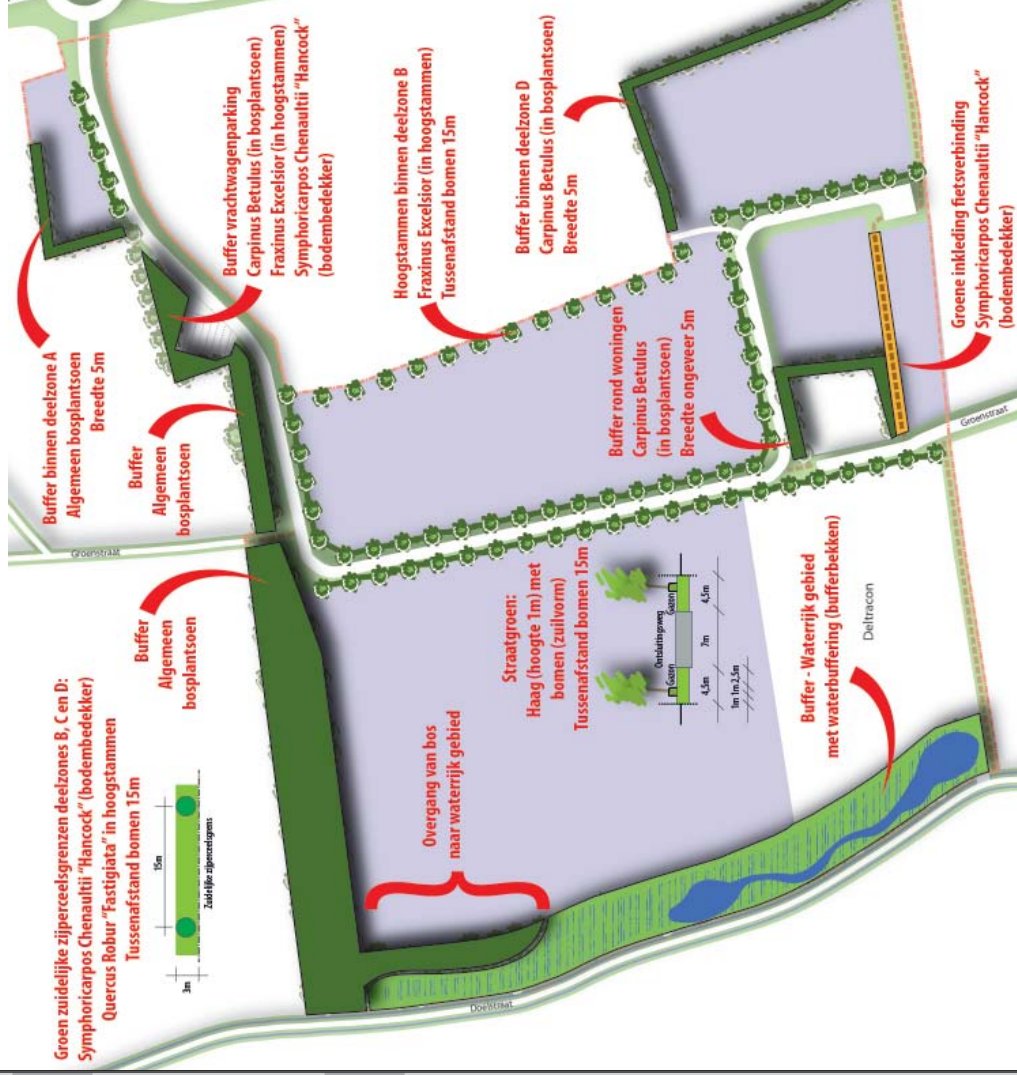 Groen zuidelijke zijperceelsgrenzen deelzones B, C en D:
Symphoricarpos Chenaultii "Hancock" (bodembedekker)
Quercus Robur "Fastigiata" in hoogstammen
Tussenafstand bomen 15m
15m
3m
Zuidelijke zijperceelsgrens
Buffer
Algemeen
bosplantsoen
Groenstraat
Buffer
Algemeen
bosplantsoen
Buffer binnen deelzone A
Algemeen bosplantsoen
Breedte 5m
Buffer vrachtwagenparking
Carpinus Betulus (in bosplantsoen)
Fraxinus Excelsior (in hoogstammen)
Symphoricarpos Chenaultii "Hancock"
(bodembedekker)
Hoogstammen binnen deelzone B
Fraxinus Excelsior (in hoogstammen)
Tussenafstand bomen 15m
Buffer binnen deelzone D
Carpinus Betulus (in bosplantsoen)
Breedte 5m
Buffer rond woningen
Carpinus Betulus
(in bosplantsoen)
Breedte ongeveer 5m
Overgang van bos
naar waterrijk gebied
Straatgroen:
Haag (hoogte 1m) met
bomen (zuilvorm)
Tussenafstand bomen 15m
Gazon
Ontsluitingsweg
Gazon
4,5m
7m
4,5m
1m 1m 2,5m
Buffer - Waterrijk gebied
met waterbuffering (bufferbekken)
Deltracon
Doelstraat
Groenstraat
Groene inkleding fietsverbinding
Symphoricarpos Chenaultii "Hancock"
(bodembedekker)